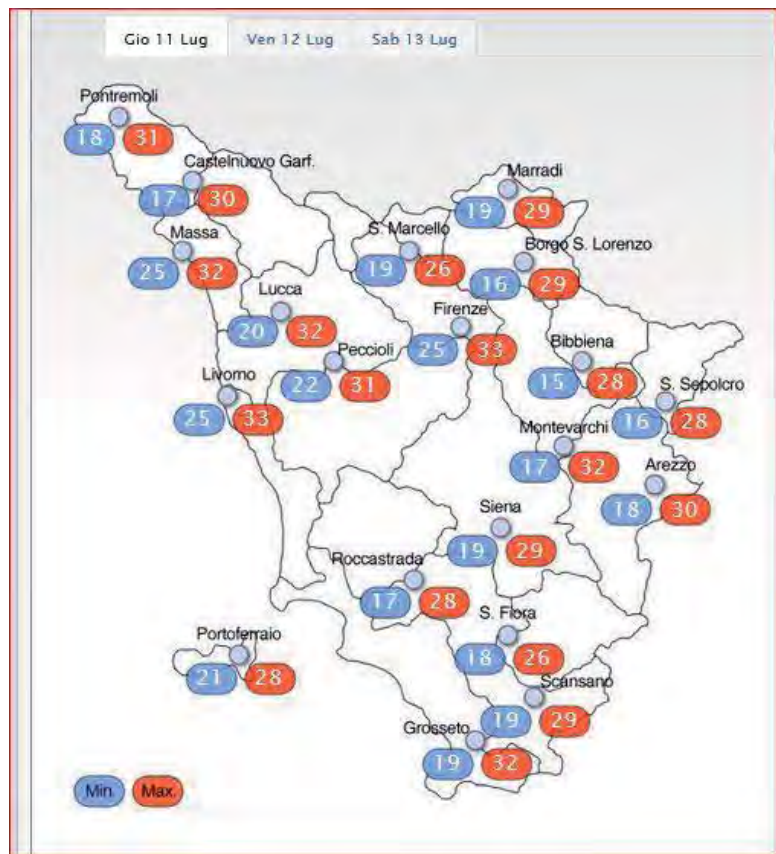 Gio 11 Lug Ven 12 Lug Sab 13 Lug
Pontremoli
18 31
Castelnuovo Garf.
17 30
Marradi
19 29
Massa
25 32
S. Marcello
19 26
Borgo S. Lorenzo
16 29
Lucca
20 32
Firenze
25 33
Peccioli
22 31
Bibbiena
15 28
Livorno
25 33
S. Sepolcro
16 28
Montevarchi
17 32
Arezzo
18 30
Siena
19 29
Roccastrada
17 28
S. Fiora
18 26
Portoferraio
21 28
Scansano
19 29
Grosseto
19 32
Min. Max.